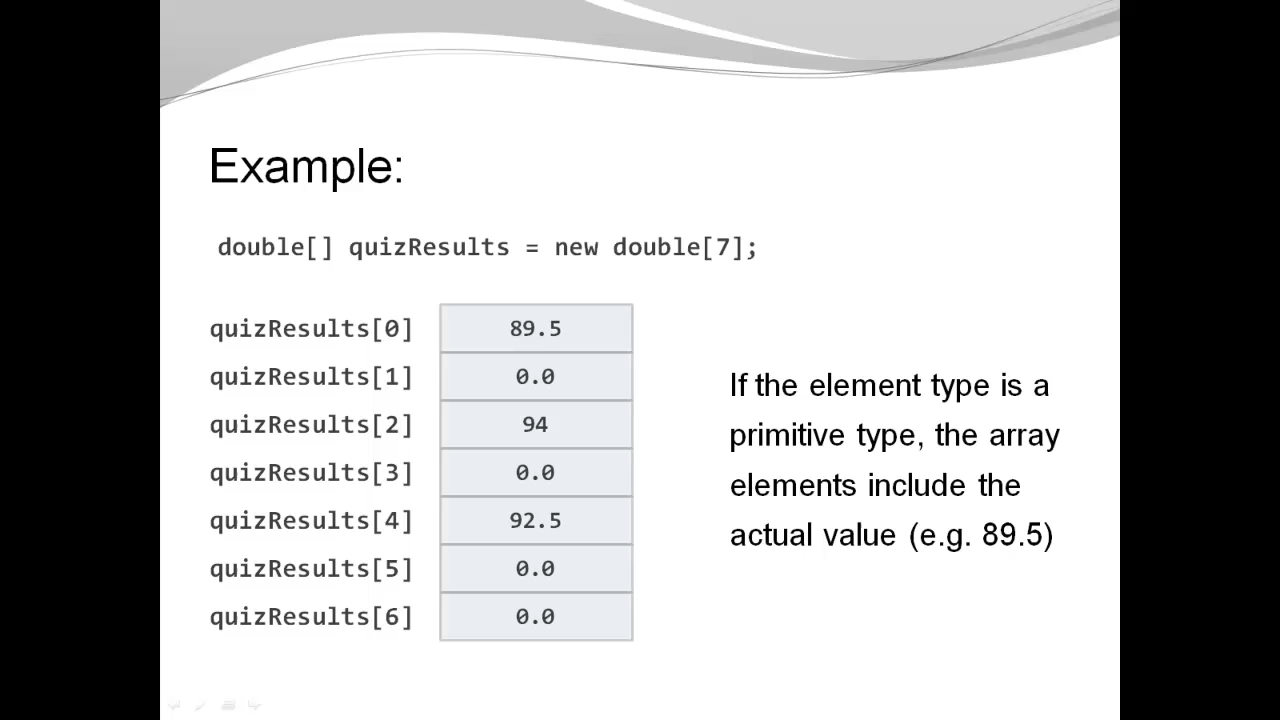 Example:
double[] quizResults = new double[7];
quizResults[0] 89.5
quizResults[1] 0.0
quizResults[2] 94
quizResults[3] 0.0
quizResults[4] 92.5
quizResults[5] 0.0
quizResults[6] 0.0
If the element type is a
primitive type, the array
elements include the
actual value (e.g. 89.5)